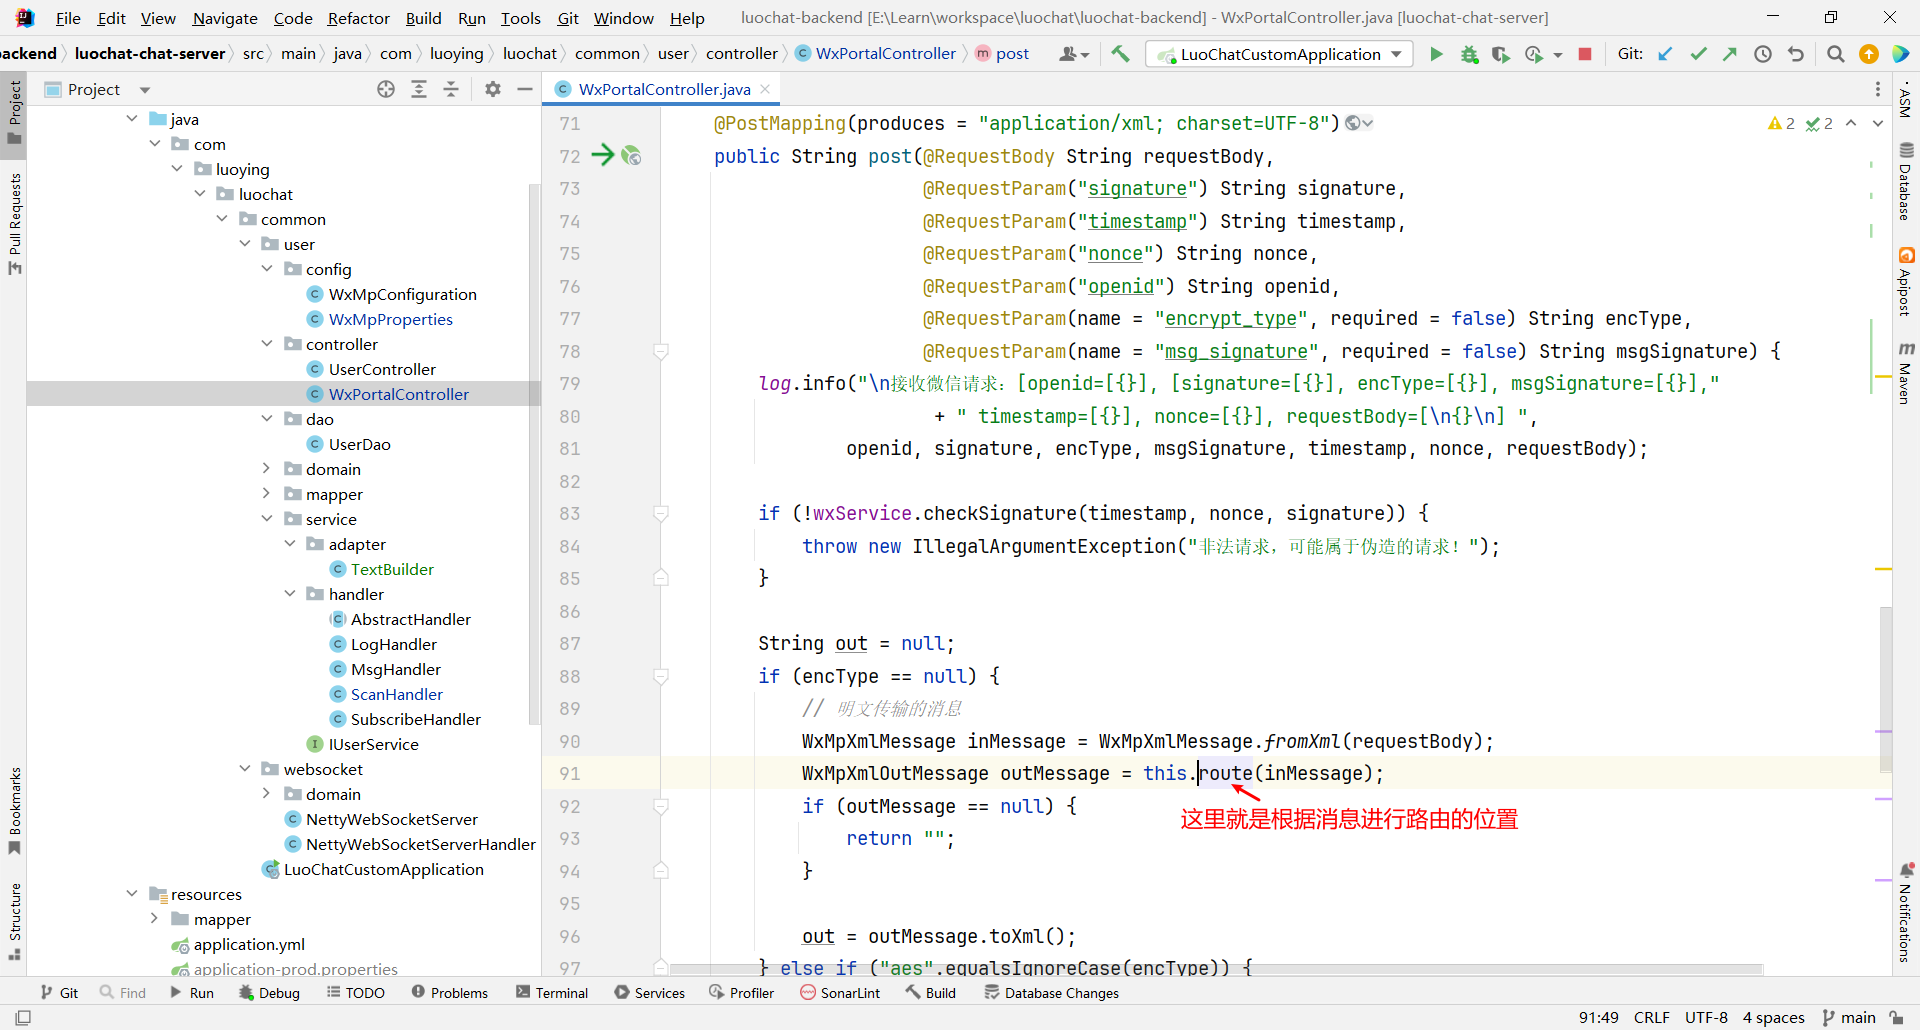 File Edit View Navigate Code Refactor Build Run Tools Git Window Help luochat-backend [E:\Learn\workspace\luochat\luochat-backend] - WxPortalController.java [luochat-chat-server]
backend luochat-chat-server src main java com luoying luochat common user controller WxPortalController post LuoChatCustomApplication Git:
Project
WxPortalController.java
java
com
luoying
luochat
common
user
config
WxMpConfiguration
WxMpProperties
controller
UserController
WxPortalController
dao
UserDao
domain
mapper
service
adapter
TextBuilder
handler
AbstractHandler
LogHandler
MsgHandler
ScanHandler
SubscribeHandler
IUserService
websocket
domain
NettyWebSocketServer
NettyWebSocketServerHandler
LuoChatCustomApplication
resources
mapper
application.yml
application-prod.properties
Project
Pull Requests
Bookmarks
Structure
71 @PostMapping(produces = "application/xml; charset=UTF-8")
72 public String post(@RequestBody String requestBody,
73 @RequestParam("signature") String signature,
74 @RequestParam("timestamp") String timestamp,
75 @RequestParam("nonce") String nonce,
76 @RequestParam("openid") String openid,
77 @RequestParam(name = "encrypt_type", required = false) String encType,
78 @RequestParam(name = "msg_signature", required = false) String msgSignature) {
79 log.info("\n接收微信请求：[openid=[{}], [signature=[{}], encType=[{}], msgSignature=[{}],"
80 + " timestamp=[{}], nonce=[{}], requestBody=[\n{}\n] ",
81 openid, signature, encType, msgSignature, timestamp, nonce, requestBody);
82
83 if (!wxService.checkSignature(timestamp, nonce, signature)) {
84 throw new IllegalArgumentException("非法请求，可能属于伪造的请求！");
85 }
86
87 String out = null;
88 if (encType == null) {
89 // 明文传输的消息
90 WxMpXmlMessage inMessage = WxMpXmlMessage.fromXml(requestBody);
91 WxMpXmlOutMessage outMessage = this.route(inMessage);
92 if (outMessage == null) {
这里就是根据消息进行路由的位置
93 return "";
94 }
95
96 out = outMessage.toXml();
97 } else if ("aes".equalsIgnoreCase(encType)) {
2 2
ASM
Database
Apipost
Maven
Notifications
Git Find Run Debug TODO Problems Terminal Services Profiler SonarLint Build Database Changes
91:49 CRLF UTF-8 4 spaces main